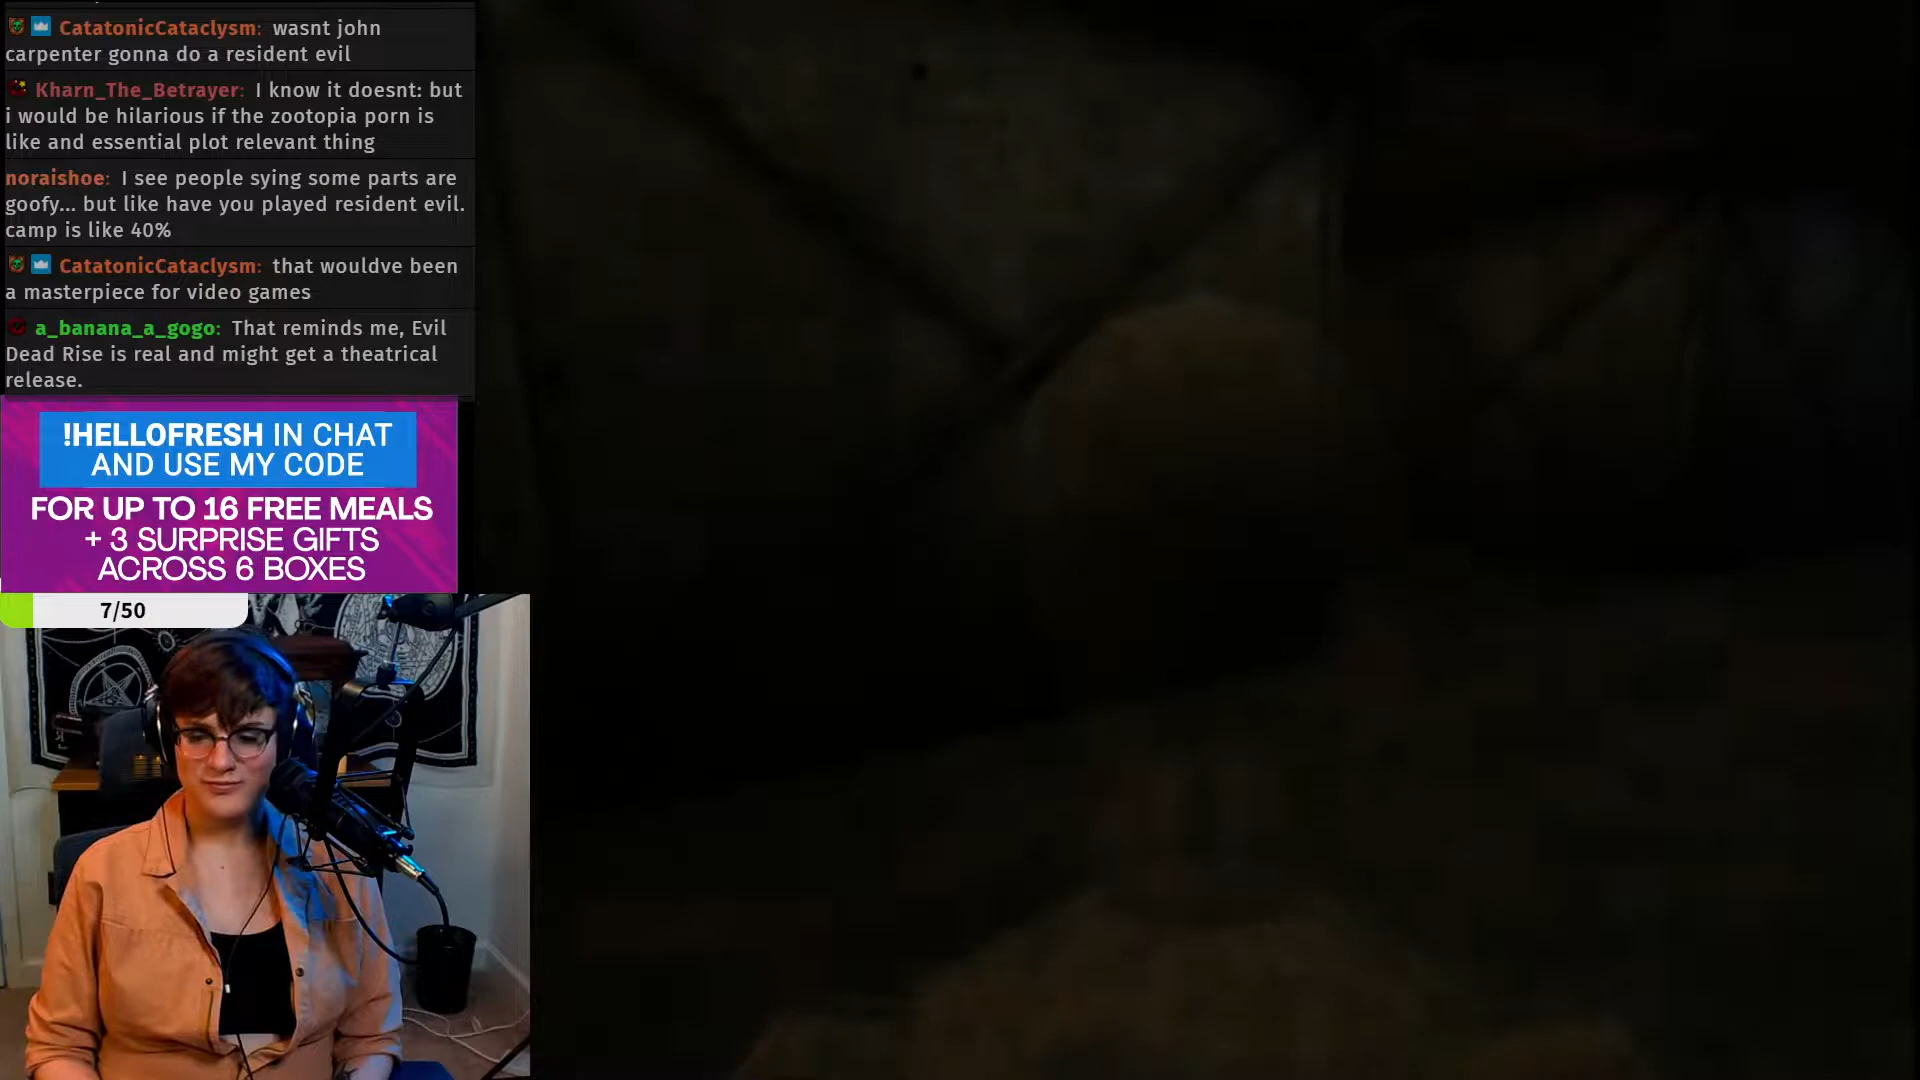 CatatonicCataclysm: wasnt john
carpenter gonna do a resident evil
Kharn_The_Betrayer: I know it doesnt: but
i would be hilarious if the zootopia porn is
like and essential plot relevant thing
noraishoe: I see people sying some parts are
goofy... but like have you played resident evil.
camp is like 40%
CatatonicCataclysm: that wouldve been
a masterpiece for video games
a_banana_a_gogo: That reminds me, Evil
Dead Rise is real and might get a theatrical
release.
!HELLOFRESH IN CHAT
AND USE MY CODE
FOR UP TO 16 FREE MEALS
+ 3 SURPRISE GIFTS
ACROSS 6 BOXES
7/50